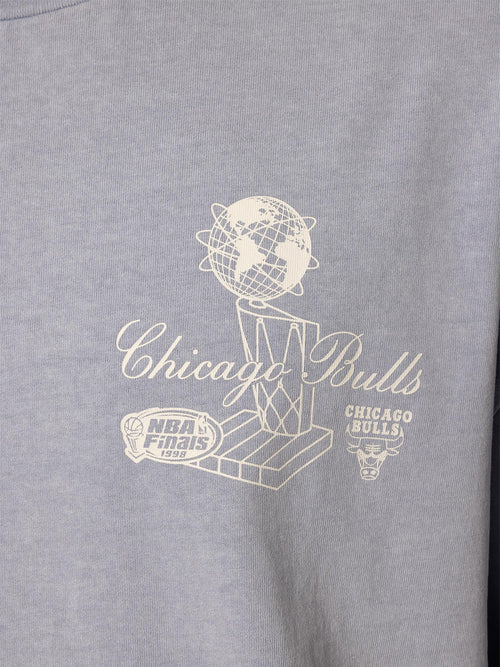 Chicago Bulls
NBA
Finals
1998
CHICAGO
BULLS